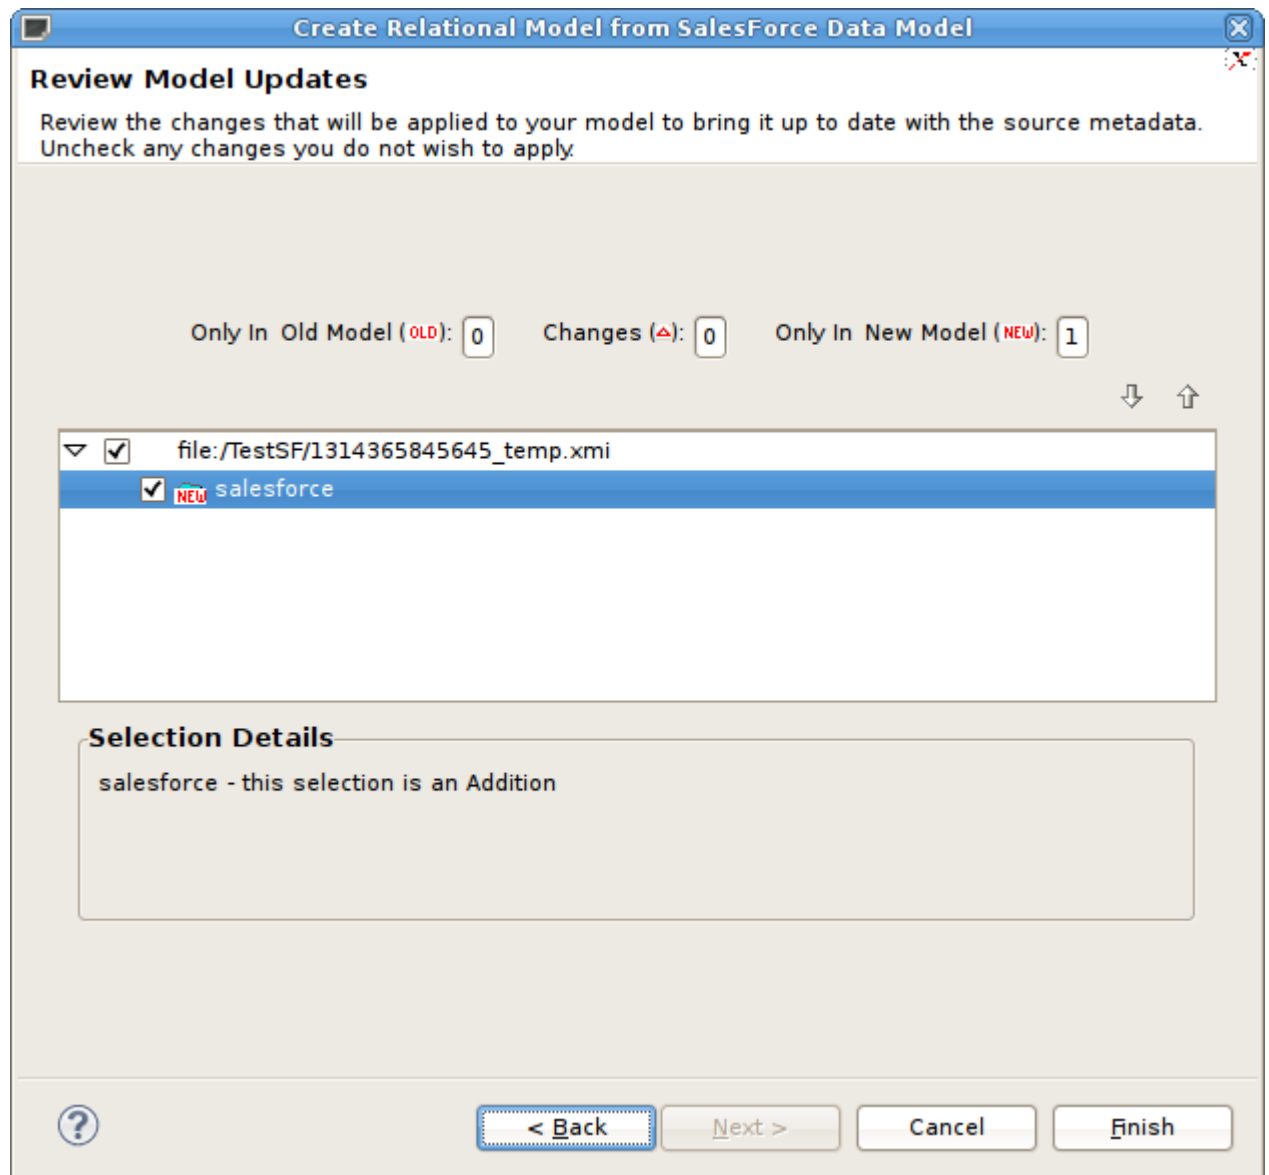 Create Relational Model from SalesForce Data Model
Review Model Updates
Review the changes that will be applied to your model to bring it up to date with the source metadata.
Uncheck any changes you do not wish to apply.
Only In Old Model (OLD): 0 Changes (△): 0 Only In New Model (NEW): 1
file:/TestSF/1314365845645_temp.xmi
NEW salesforce
Selection Details
salesforce - this selection is an Addition
? < Back Next > Cancel Finish